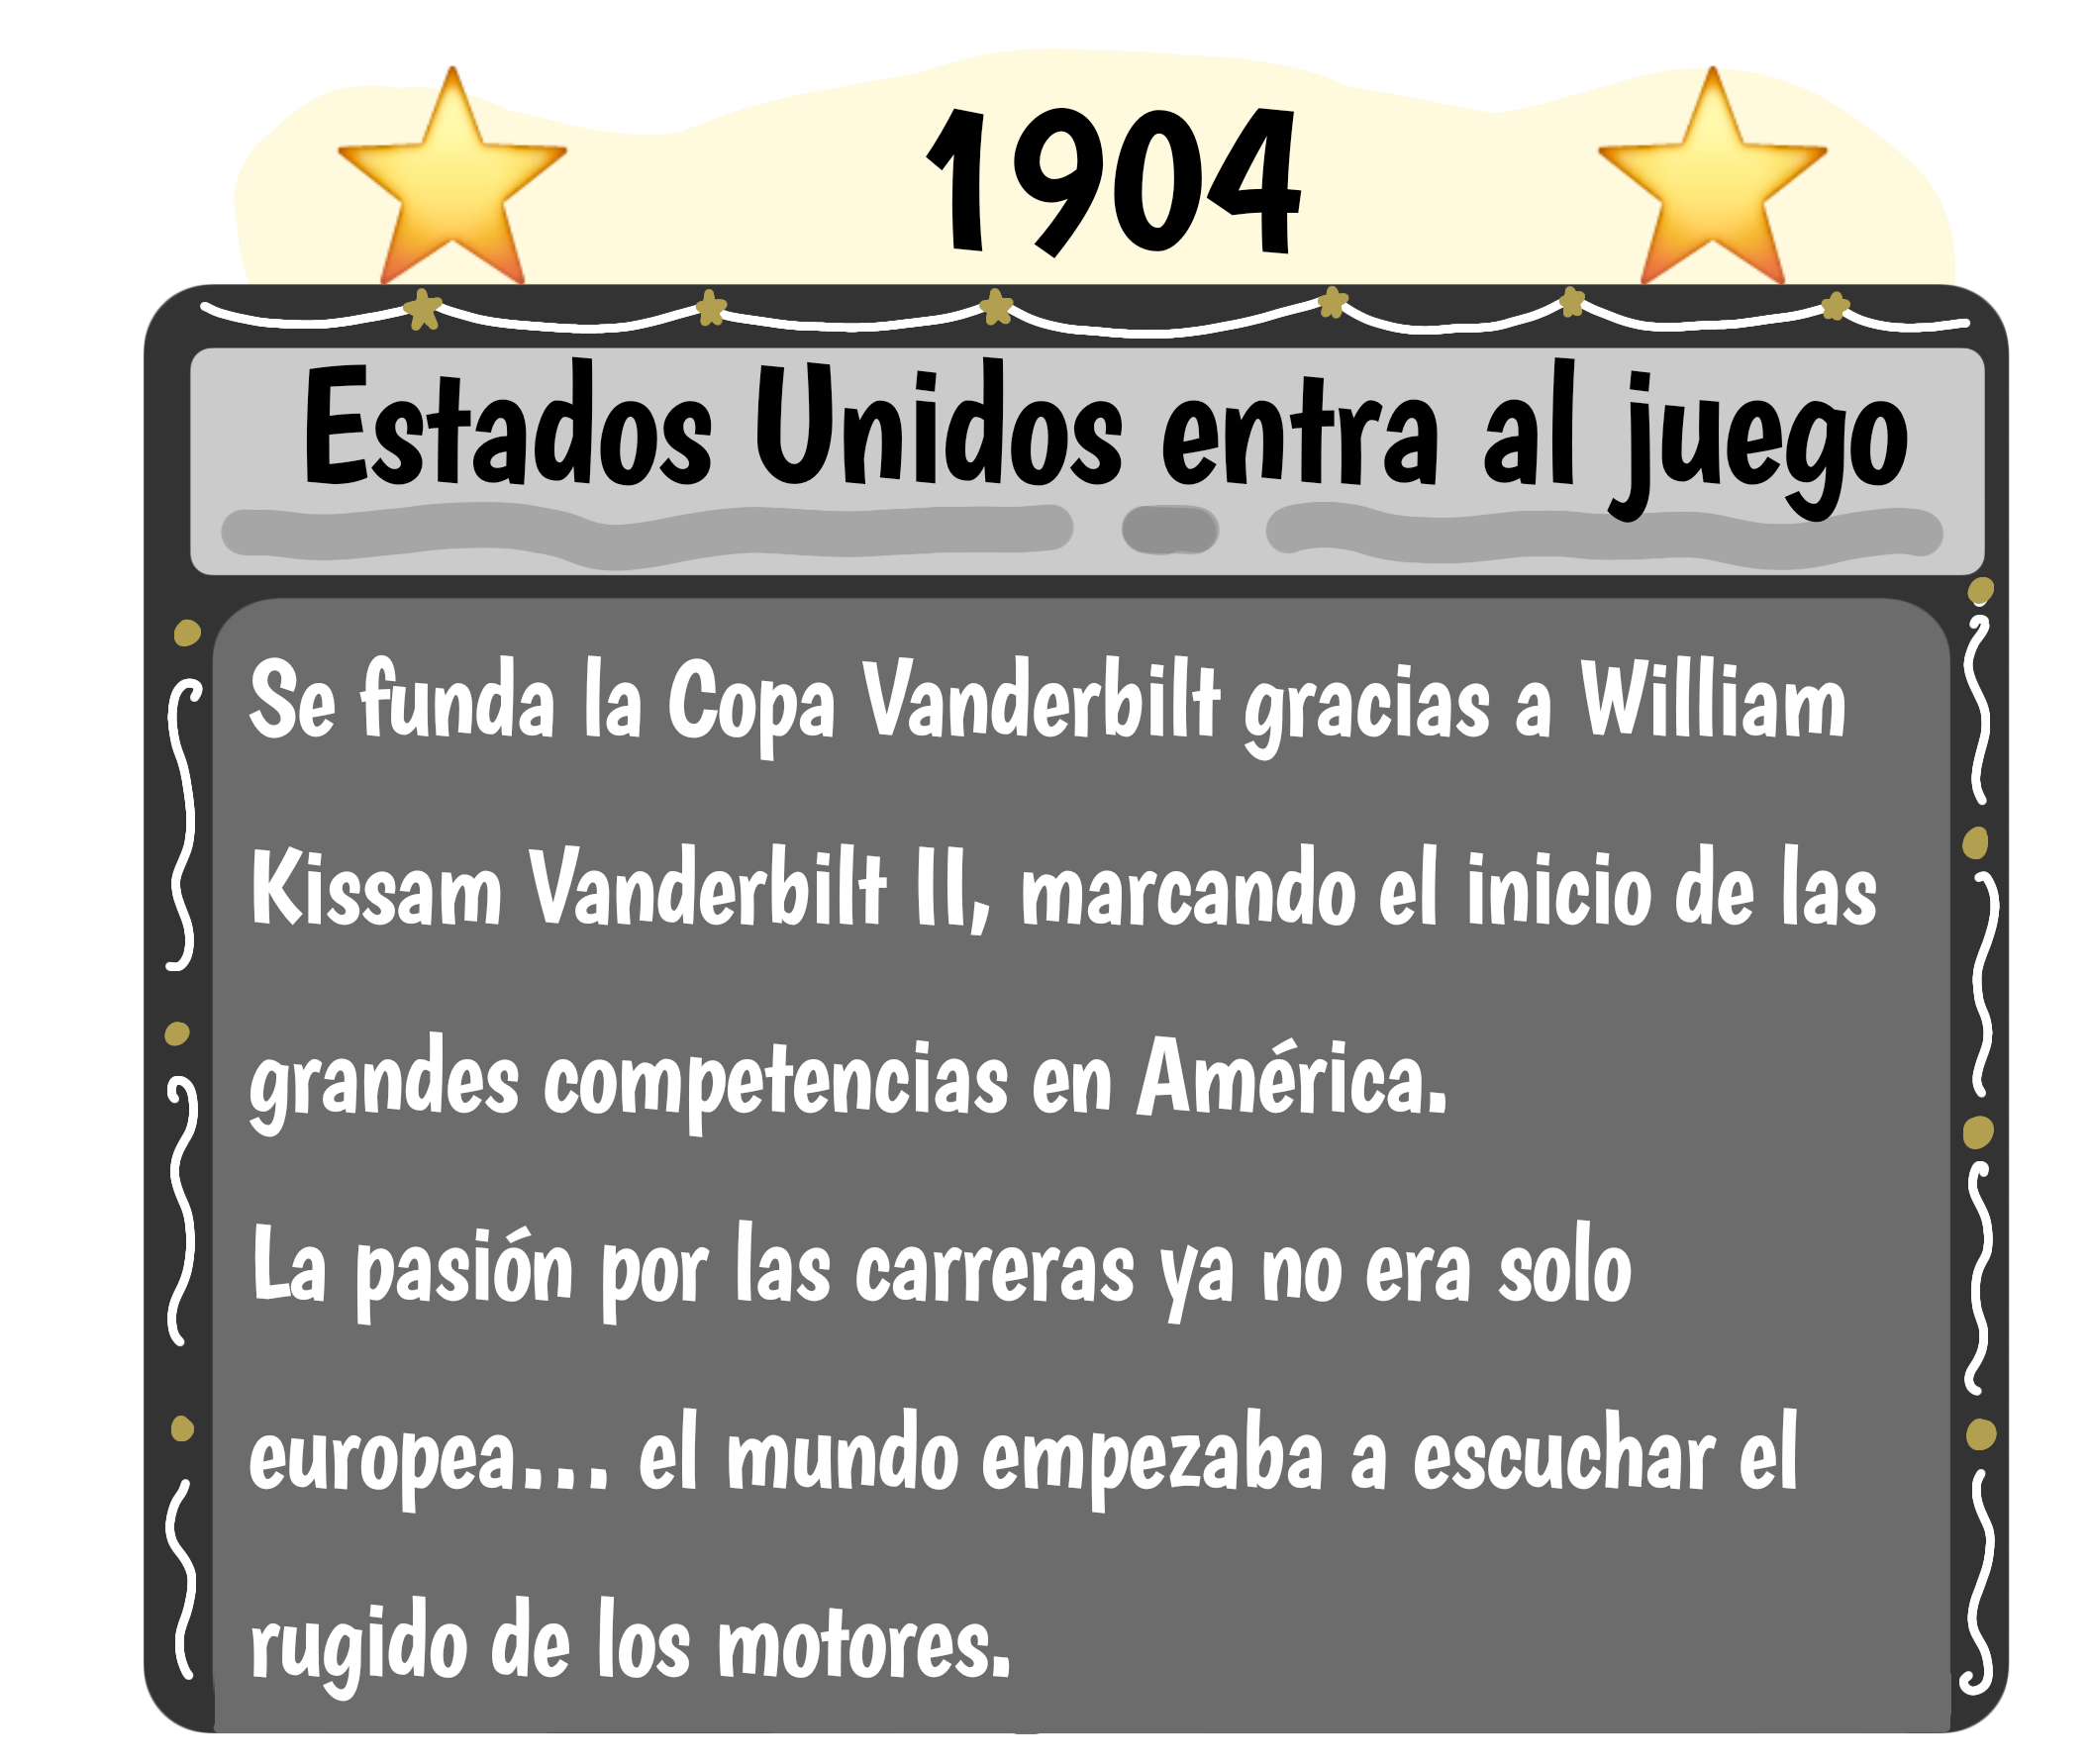 1904
Estados Unidos entra al juego
Se funda la Copa Vanderbilt gracias a William
Kissam Vanderbilt II, marcando el inicio de las
grandes competencias en América.
La pasión por las carreras ya no era solo
europea... el mundo empezaba a escuchar el
rugido de los motores.